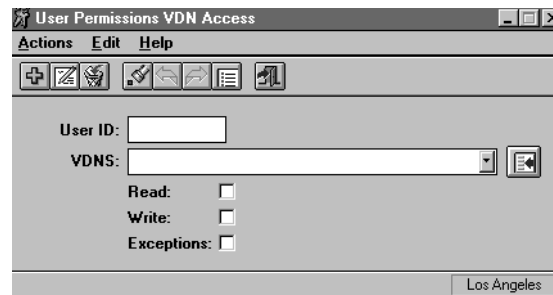 User Permissions VDN Access
Actions Edit Help
User ID:
VDNS:
Read:
Write:
Exceptions:
Los Angeles